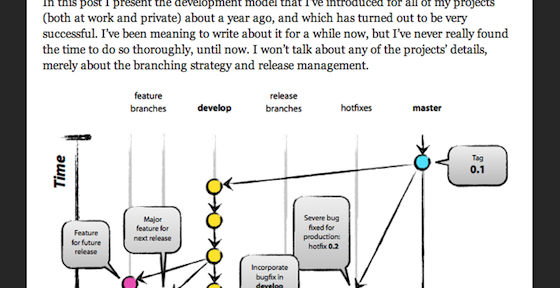 In this post I present the development model that I've introduced for all of my projects
(both at work and private) about a year ago, and which has turned out to be very
successful. I've been meaning to write about it for a while now, but I've never really found
the time to do so thoroughly, until now. I won't talk about any of the projects' details,
merely about the branching strategy and release management.
feature
branches
develop
release
branches
hotfixes
master
Time
Tag
0.1
Major
feature for
next release
Severe bug
fixed for
production:
hotfix 0.2
Feature
for future
release
Incorporate
bugfix in
develop